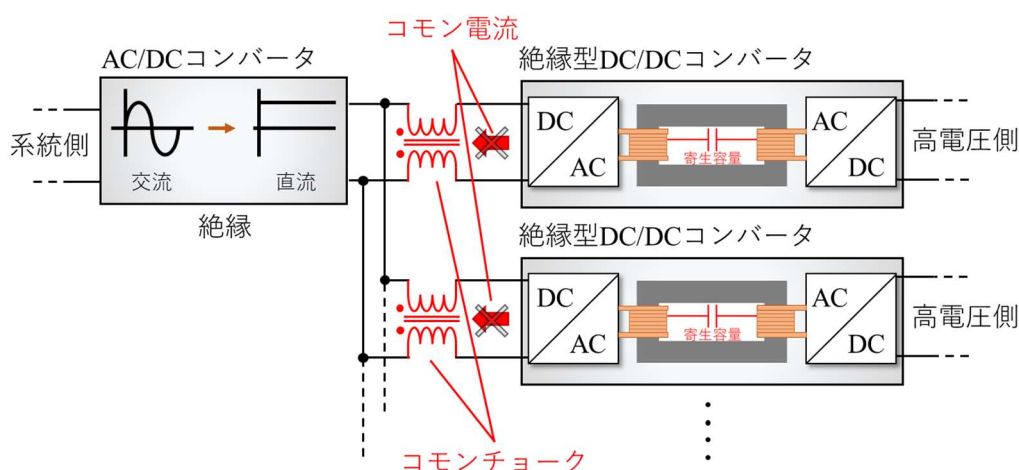 コモン電流
AC/DCコンバータ
絶縁型DC/DCコンバータ
系統側
交流
直流
絶縁
DC
AC
寄生容量
AC
DC
高電圧側
絶縁型DC/DCコンバータ
DC
AC
寄生容量
AC
DC
高電圧側
コモンチョーク